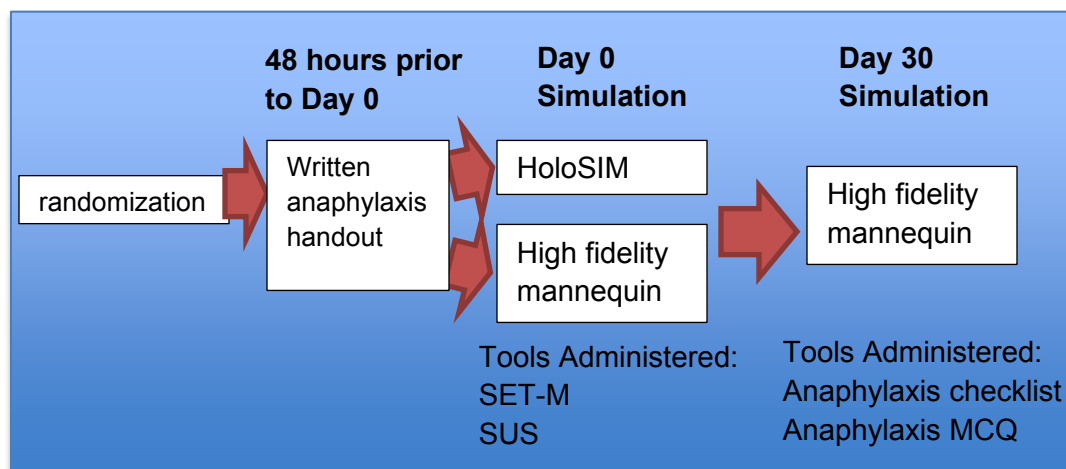 48 hours prior
to Day 0
Day 0
Simulation
Day 30
Simulation
randomization
Written
anaphylaxis
handout
HoloSIM
High fidelity
mannequin
High fidelity
mannequin
Tools Administered:
SET-M
SUS
Tools Administered:
Anaphylaxis checklist
Anaphylaxis MCQ